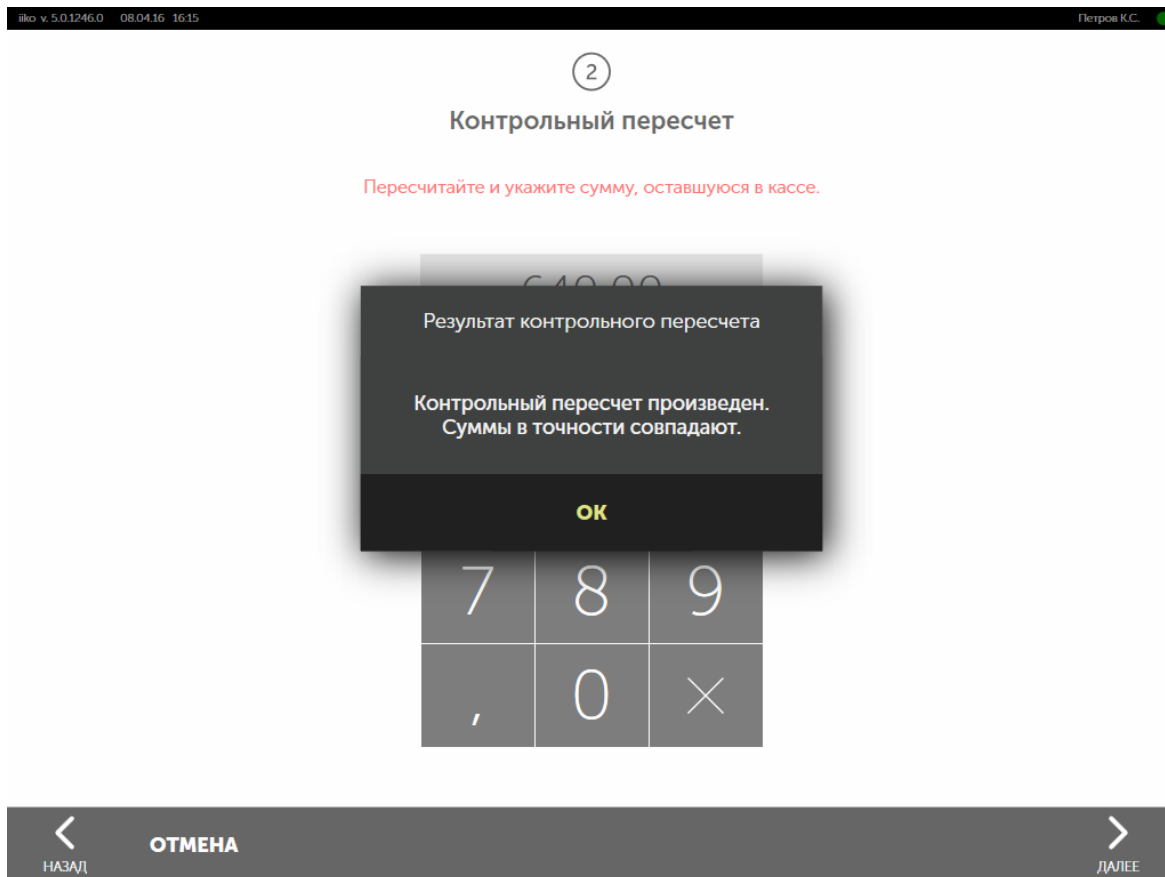 iiko v. 5.0.1246.0 08.04.16 16:15 Петров К.С.
2
Контрольный пересчет
Пересчитайте и укажите сумму, оставшуюся в кассе.
Результат контрольного пересчета
Контрольный пересчет произведен.
Суммы в точности совпадают.
ОК
7 8 9
, 0 ×
НАЗАД ОТМЕНА ДАЛЕЕ